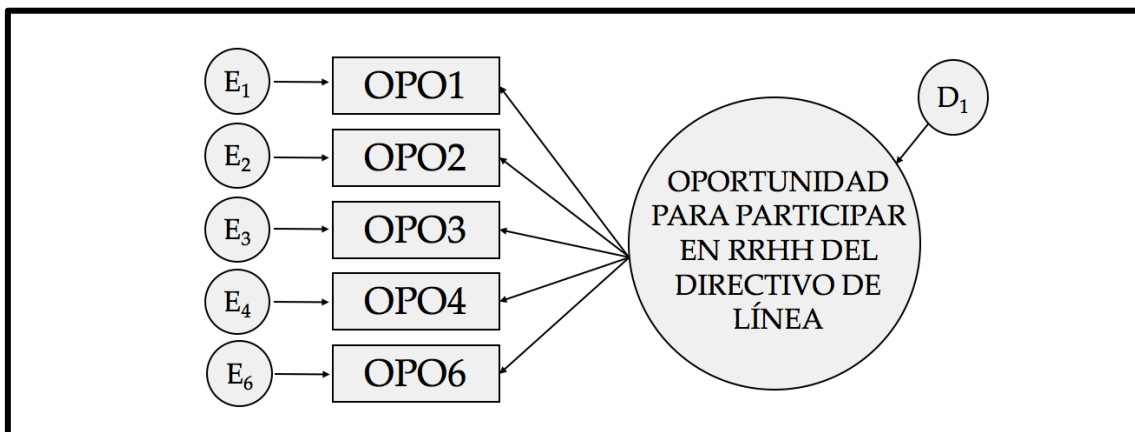 E1
OPO1
E2
OPO2
E3
OPO3
E4
OPO4
E6
OPO6
OPORTUNIDAD
PARA PARTICIPAR
EN RRHH DEL
DIRECTIVO DE
LÍNEA
D1